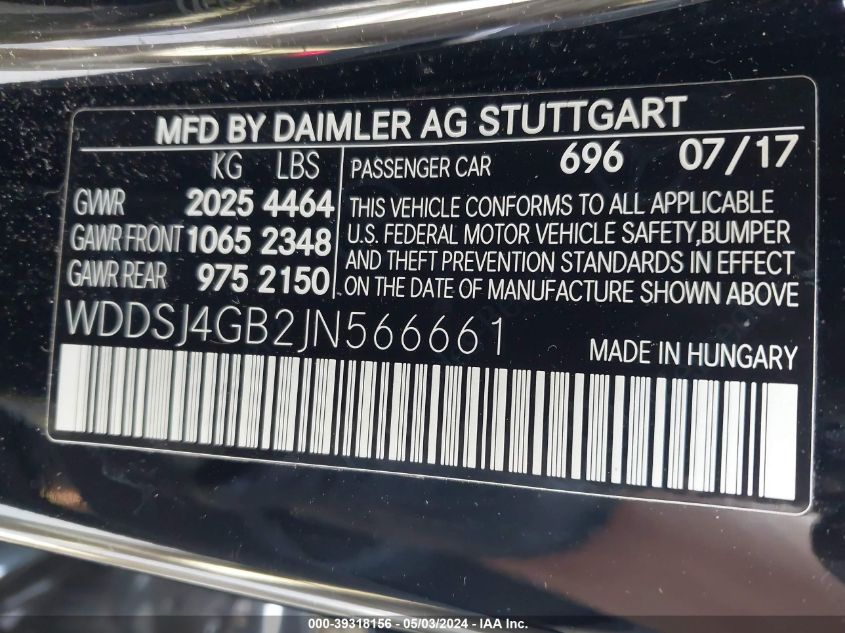 MFD BY DAIMLER AG STUTTGART
KG LBS
GVWR 2025 4464
GAWR FRONT 1065 2348
GAWR REAR 975 2150
PASSENGER CAR 696 07/17
THIS VEHICLE CONFORMS TO ALL APPLICABLE
U.S. FEDERAL MOTOR VEHICLE SAFETY,BUMPER
AND THEFT PREVENTION STANDARDS IN EFFECT
ON THE DATE OF MANUFACTURE SHOWN ABOVE
WDDSJ4GB2JN566661
MADE IN HUNGARY
000-39318156 - 05/03/2024 - IAA Inc.